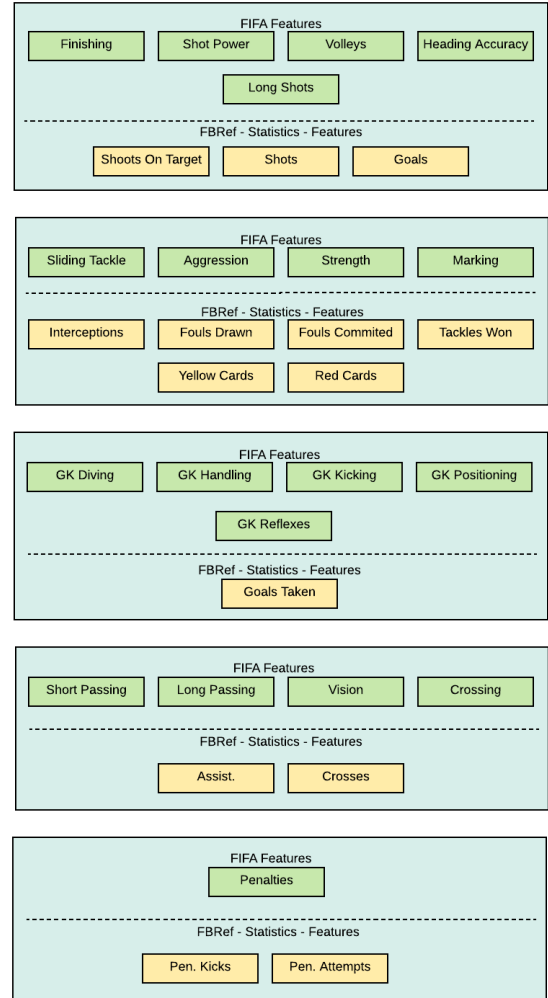 FIFA Features
Finishing Shot Power Volleys Heading Accuracy
Long Shots
FBRef - Statistics - Features
Shoots On Target Shots Goals
FIFA Features
Sliding Tackle Aggression Strength Marking
FBRef - Statistics - Features
Interceptions Fouls Drawn Fouls Commited Tackles Won
Yellow Cards Red Cards
FIFA Features
GK Diving GK Handling GK Kicking GK Positioning
GK Reflexes
FBRef - Statistics - Features
Goals Taken
FIFA Features
Short Passing Long Passing Vision Crossing
FBRef - Statistics - Features
Assist. Crosses
FIFA Features
Penalties
FBRef - Statistics - Features
Pen. Kicks Pen. Attempts